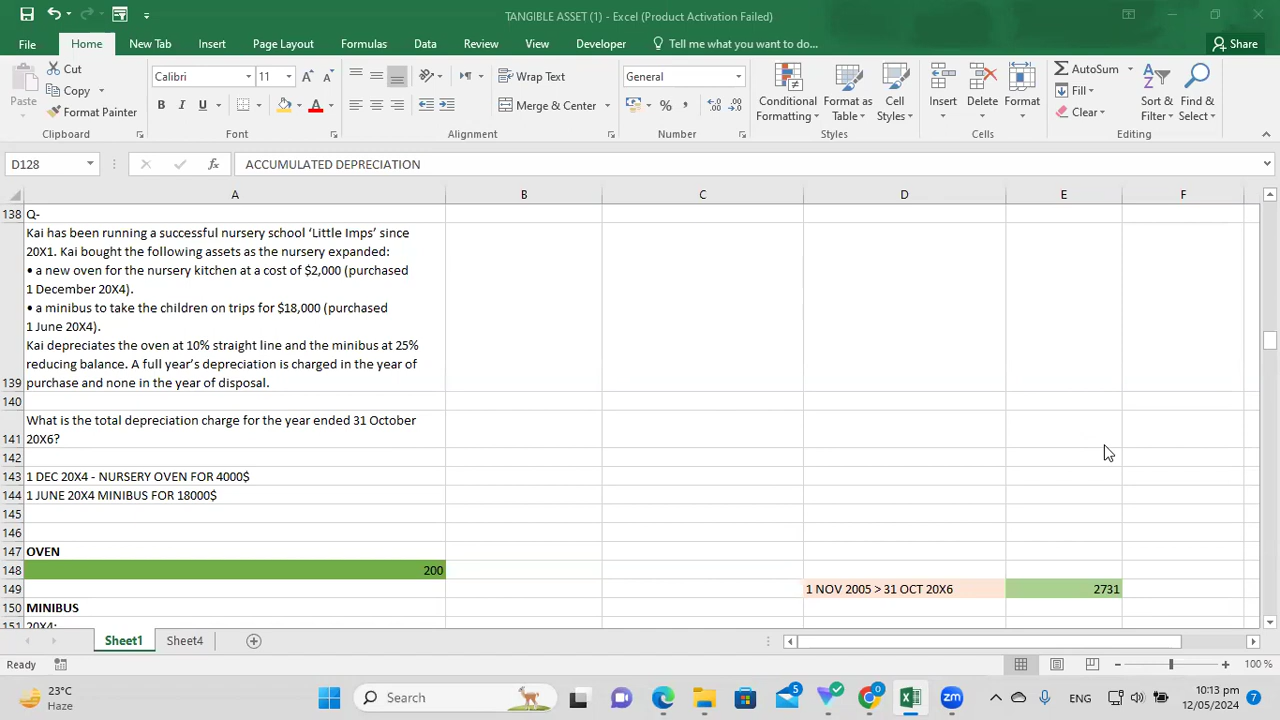 TANGIBLE ASSET (1) - Excel (Product Activation Failed)
File Home New Tab Insert Page Layout Formulas Data Review View Developer Tell me what you want to do... Share
Paste
Cut
Copy
Format Painter
Clipboard
Calibri 11
B I U
Font
Wrap Text
Merge & Center
Alignment
General
Number
Conditional Formatting
Format as Table
Cell Styles
Styles
Insert Delete Format
Cells
AutoSum
Fill
Clear
Sort & Filter
Find & Select
Editing
D128 fx ACCUMULATED DEPRECIATION
A B C D E F
138 Q-
Kai has been running a successful nursery school ‘Little Imps’ since
20X1. Kai bought the following assets as the nursery expanded:
• a new oven for the nursery kitchen at a cost of $2,000 (purchased
1 December 20X4).
• a minibus to take the children on trips for $18,000 (purchased
1 June 20X4).
Kai depreciates the oven at 10% straight line and the minibus at 25%
reducing balance. A full year’s depreciation is charged in the year of
139 purchase and none in the year of disposal.
140
What is the total depreciation charge for the year ended 31 October
141 20X6?
142
143 1 DEC 20X4 - NURSERY OVEN FOR 4000$
144 1 JUNE 20X4 MINIBUS FOR 18000$
145
146
147 OVEN
148 200
149 1 NOV 2005 > 31 OCT 20X6 2731
150 MINIBUS
151 20X4:
Sheet1 Sheet4
Ready 100 %
23°C
Haze
Search
5
0
ENG
10:13 pm
12/05/2024
7